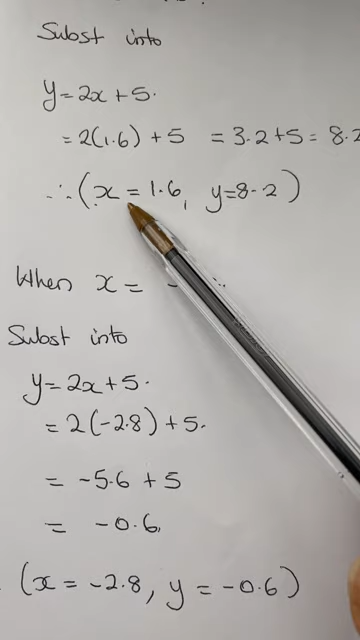 Subst into
y = 2x + 5.
= 2(1.6) + 5 = 3.2 + 5 = 8.2
∴ (x = 1.6, y = 8.2)
When x = -
Subst into
y = 2x + 5.
= 2(-2.8) + 5.
= -5.6 + 5
= -0.6,
(x = -2.8, y = -0.6)